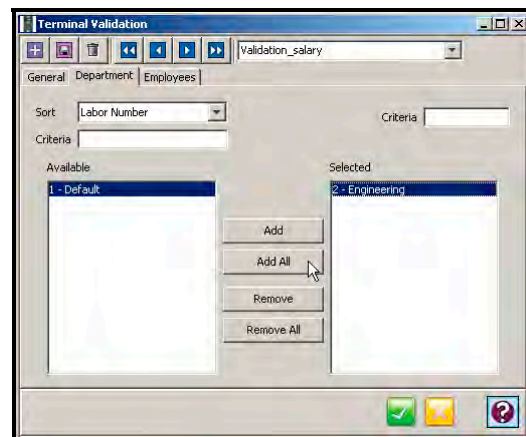 Terminal Validation
Validation_salary
General Department Employees
Sort Labor Number
Criteria
Criteria
Available
Selected
1 - Default
2 - Engineering
Add
Add All
Remove
Remove All